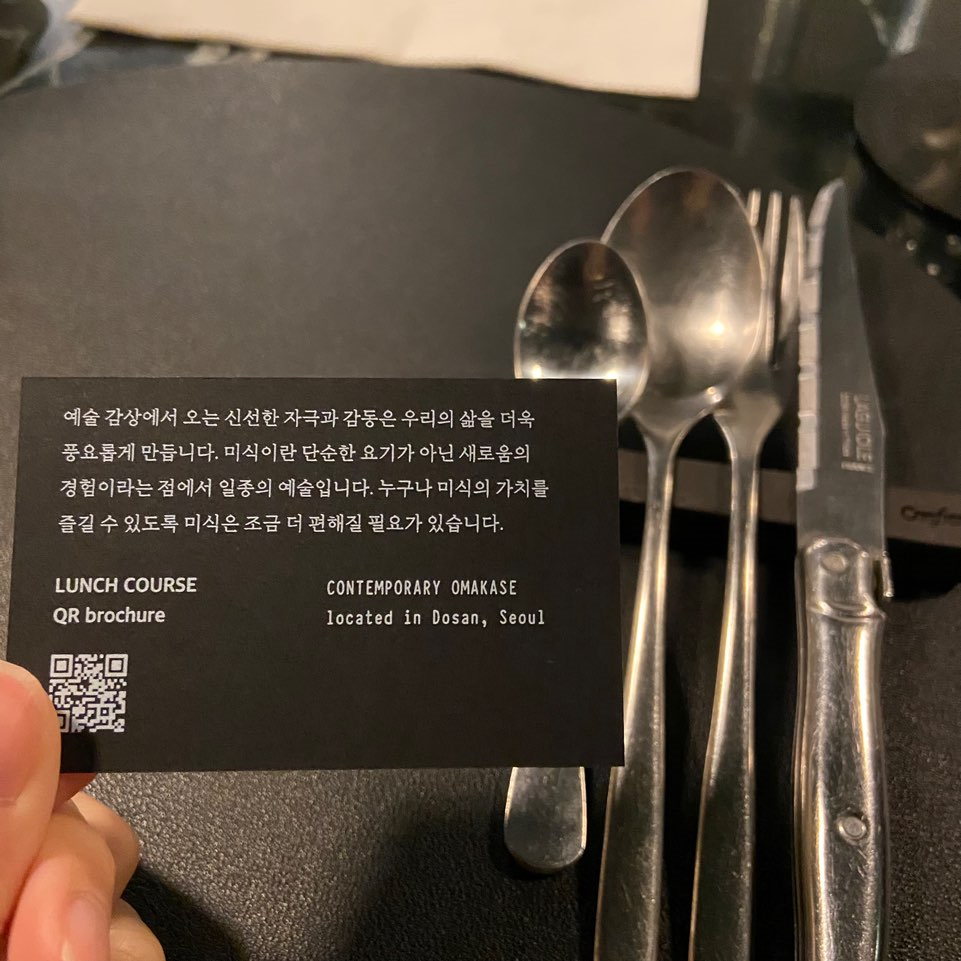 예술 감상에서 오는 신선한 자극과 감동은 우리의 삶을 더욱
풍요롭게 만듭니다. 미식이란 단순한 요기가 아닌 새로움의
경험이라는 점에서 일종의 예술입니다. 누구나 미식의 가치를
즐길 수 있도록 미식은 조금 더 편해질 필요가 있습니다.
LUNCH COURSE
QR brochure
CONTEMPORARY OMAKASE
located in Dosan, Seoul
LAGUIOLE